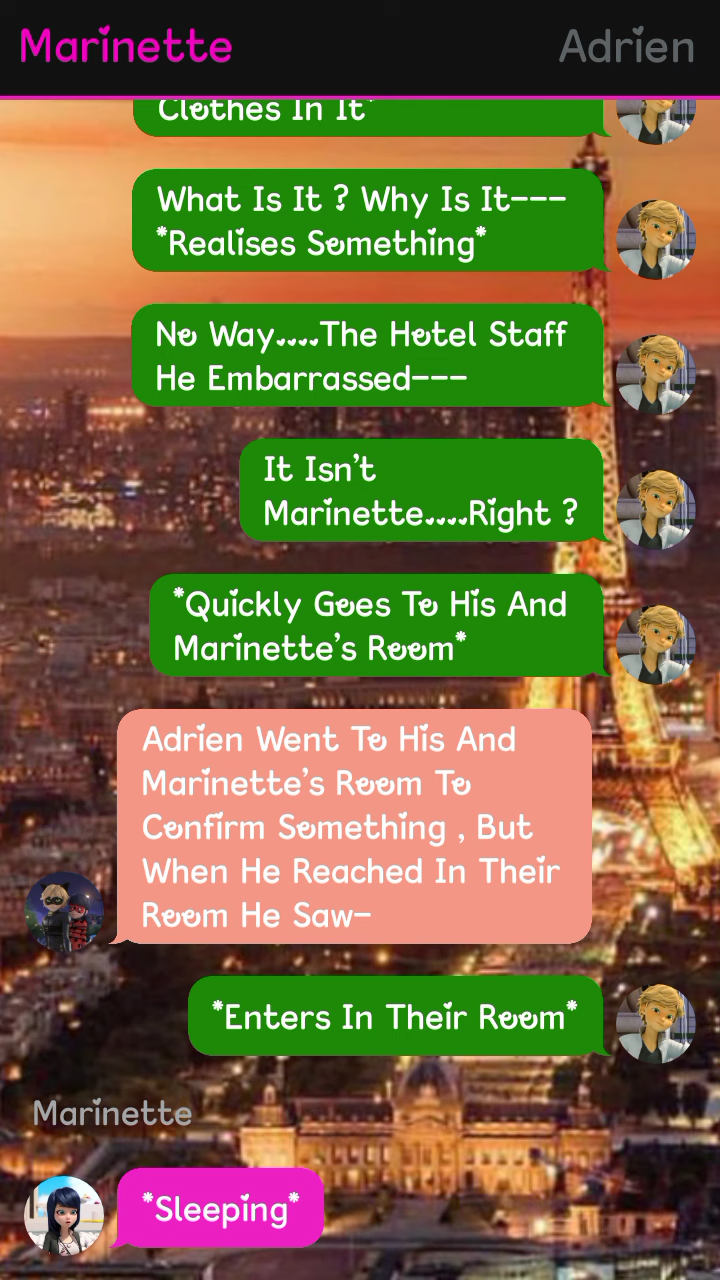 Marinette
Adrien
Clothes In It*
What Is It ? Why Is It---
*Realises Something*
No Way....The Hotel Staff
He Embarrassed---
It Isn't
Marinette....Right ?
*Quickly Goes To His And
Marinette's Room*
Adrien Went To His And
Marinette's Room To
Confirm Something , But
When He Reached In Their
Room He Saw-
*Enters In Their Room*
Marinette
*Sleeping*